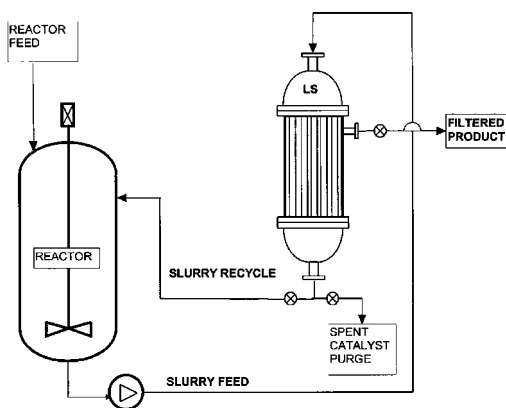 REACTOR
FEED
LS
FILTERED
PRODUCT
REACTOR
SLURRY RECYCLE
SPENT
CATALYST
PURGE
SLURRY FEED